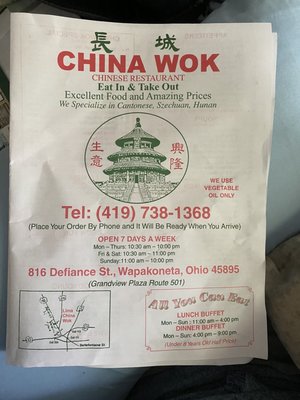 長 城
CHINA WOK
CHINESE RESTAURANT
Eat In & Take Out
Excellent Food and Amazing Prices
We Specialize in Cantonese, Szechuan, Hunan
生意
興隆
WE USE
VEGETABLE
OIL ONLY
Tel: (419) 738-1368
(Place Your Order By Phone and It Will Be Ready When You Arrive)
OPEN 7 DAYS A WEEK
Mon - Thurs: 10:30 am - 10:00 pm
Fri & Sat: 10:30 am - 11:00 pm
Sunday: 11:00 am - 10:00 pm
816 Defiance St., Wapakoneta, Ohio 45895
(Grandview Plaza Route 501)
Lima
China
Wok
All You Can Eat
LUNCH BUFFET
Mon - Sun : 11:00 am - 4:00 pm
DINNER BUFFET
Mon - Sun: 4:00 pm - 9:00 pm
(Under 8 Years Old Half Price)